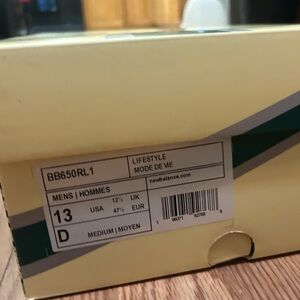 BB650RL1
LIFESTYLE
MODE DE VIE
MENS | HOMMES
newbalance.com
13 USA 12½ UK
47½ EUR
D MEDIUM | MOYEN